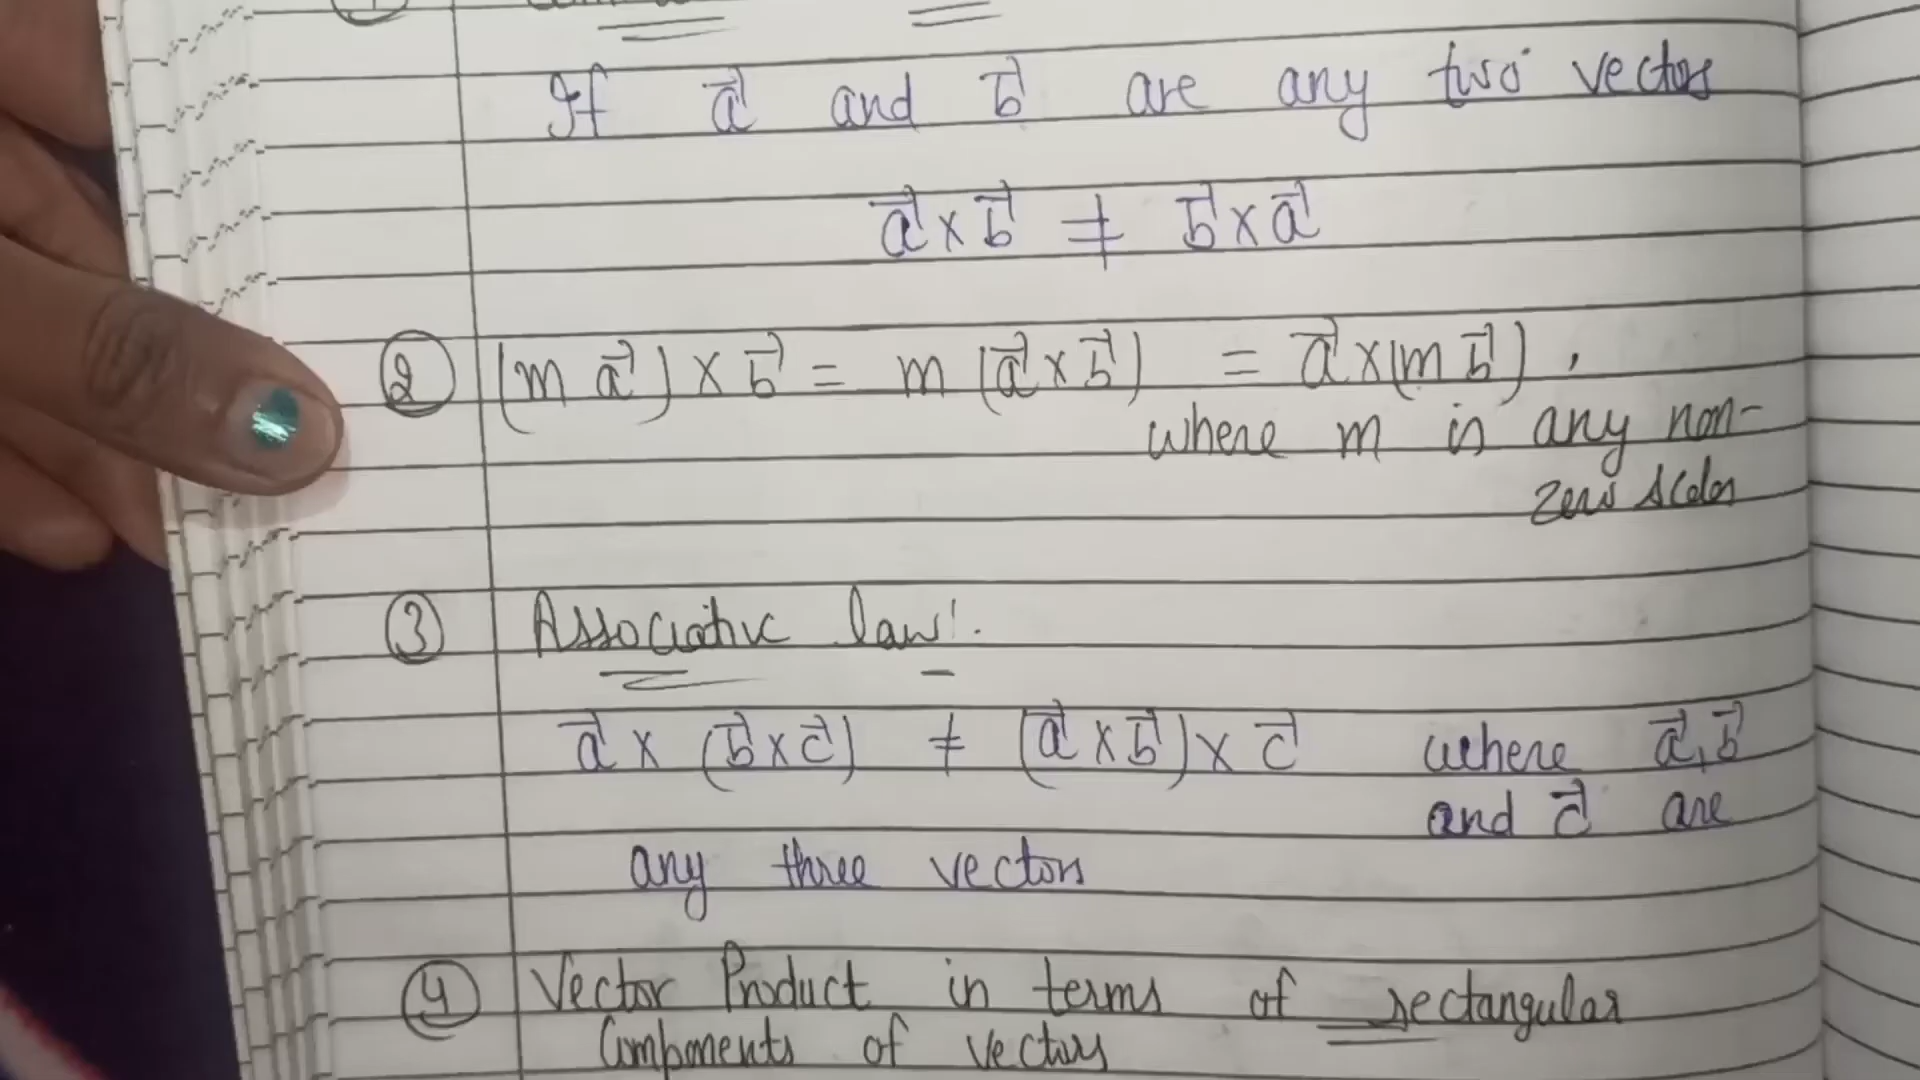 If a⃗ and b⃗ are any two vectors
a⃗ × b⃗ ≠ b⃗ × a⃗
② (m a⃗) × b⃗ = m (a⃗ × b⃗) = a⃗ × (m b⃗),
where m is any non-
zero scalar
③ Associative law:
a⃗ × (b⃗ × c⃗) ≠ (a⃗ × b⃗) × c⃗ where a⃗, b⃗
and c⃗ are
any three vectors
④ Vector Product in terms of rectangular
Components of vectors